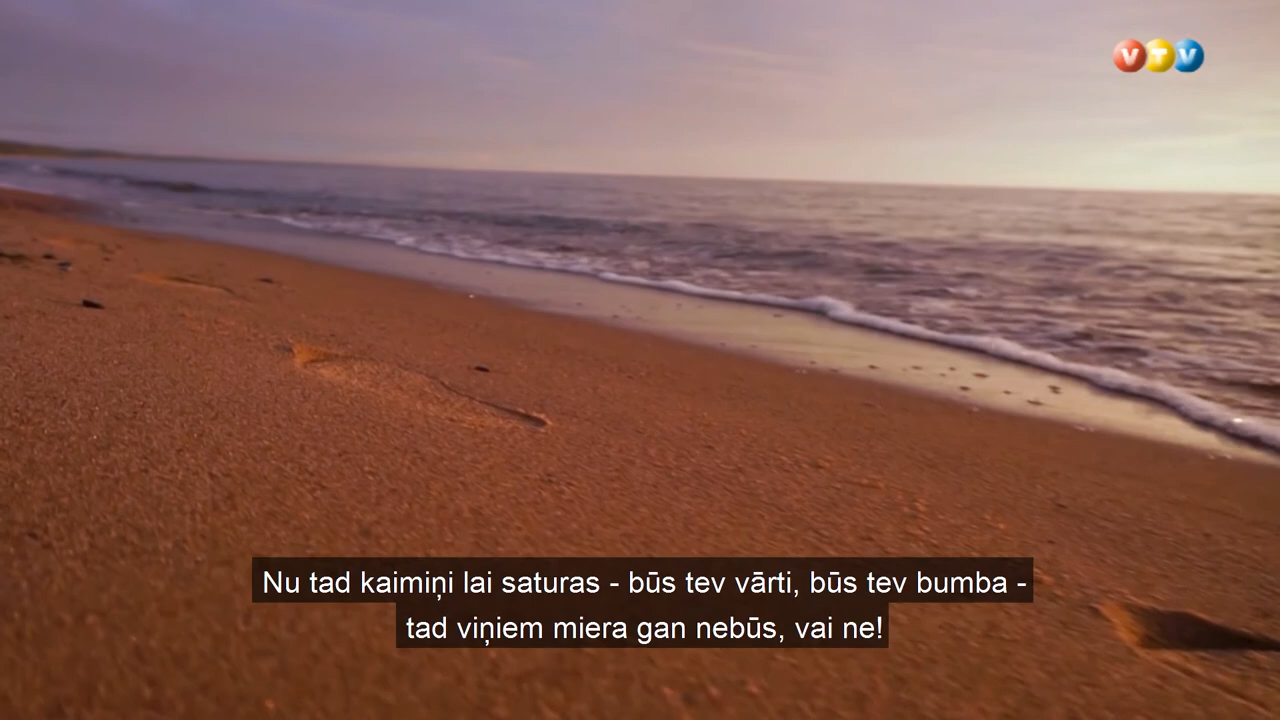 VTV
Nu tad kaimiņi lai saturas - būs tev vārti, būs tev bumba -
tad viņiem miera gan nebūs, vai ne!